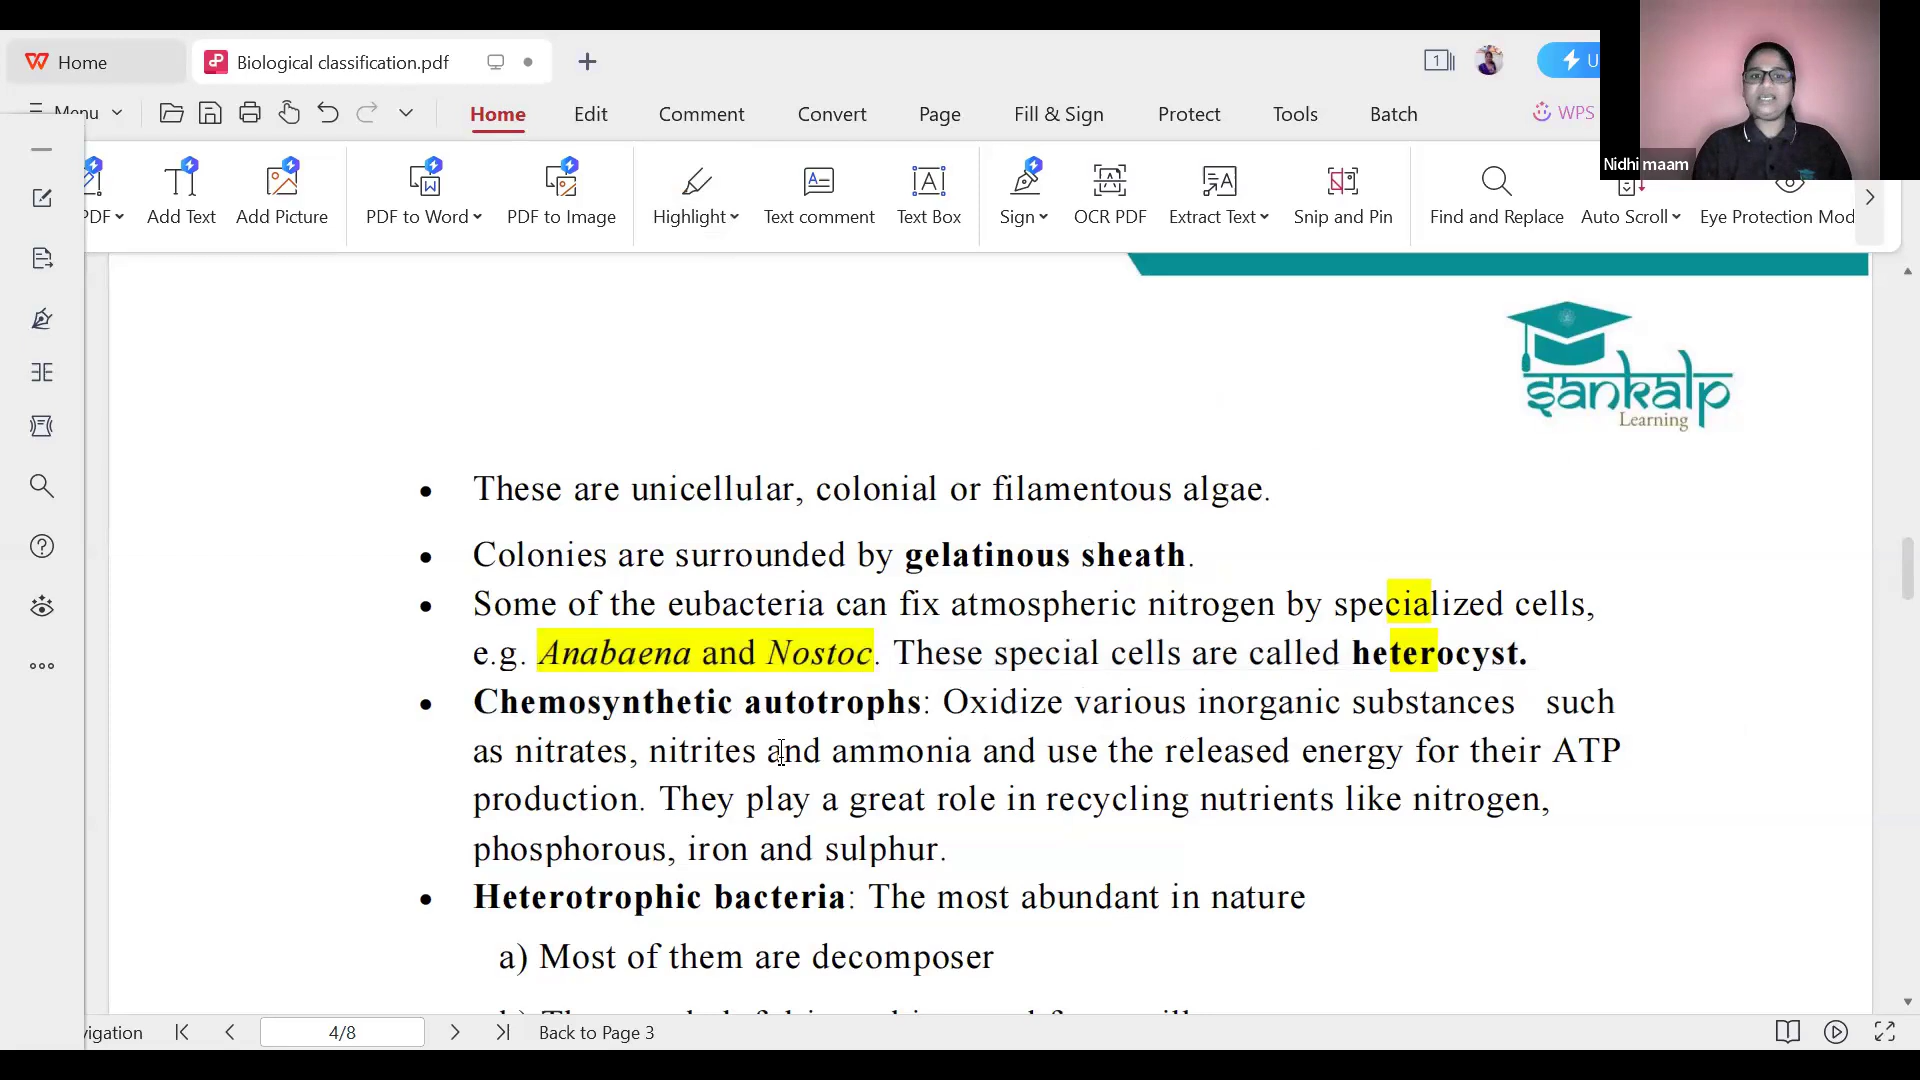 Home
Biological classification.pdf
1
U
Menu
Home
Edit
Comment
Convert
Page
Fill & Sign
Protect
Tools
Batch
WPS
Nidhi maam
PDF
Add Text
Add Picture
PDF to Word
PDF to Image
Highlight
Text comment
Text Box
Sign
OCR PDF
Extract Text
Snip and Pin
Find and Replace
Auto Scroll
Eye Protection Mod
sankalp
Learning
• These are unicellular, colonial or filamentous algae.
• Colonies are surrounded by gelatinous sheath.
• Some of the eubacteria can fix atmospheric nitrogen by specialized cells,
e.g. Anabaena and Nostoc. These special cells are called heterocyst.
• Chemosynthetic autotrophs: Oxidize various inorganic substances such
as nitrates, nitrites and ammonia and use the released energy for their ATP
production. They play a great role in recycling nutrients like nitrogen,
phosphorous, iron and sulphur.
• Heterotrophic bacteria: The most abundant in nature
a) Most of them are decomposer
vigation
4/8
Back to Page 3